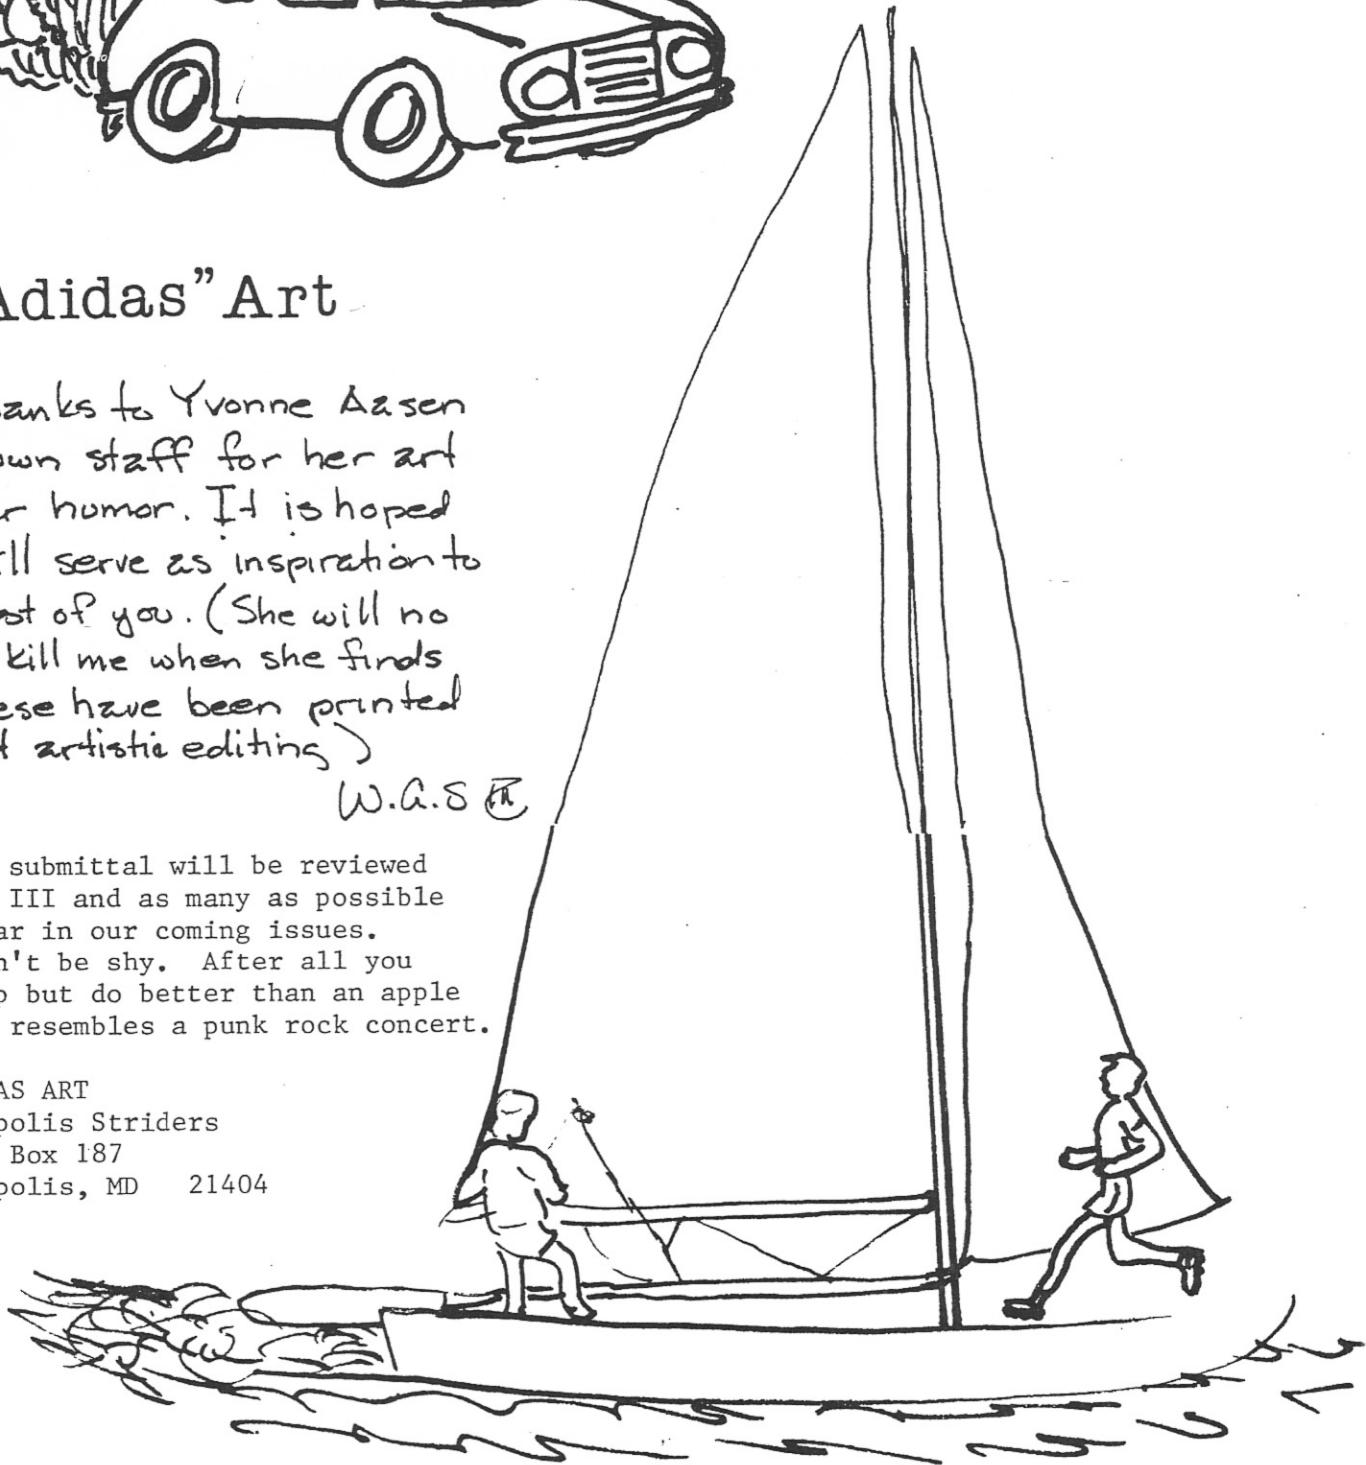 Adidas" Art
anks to Yvonne Aasen
own staff for her art
r humor. It is hoped
'll serve as inspiration to
st of you. (She will no
kill me when she finds
ese have been printed
t artistic editing)
W.A.S III
submittal will be reviewed
III and as many as possible
ar in our coming issues.
n't be shy. After all you
p but do better than an apple
resembles a punk rock concert.
AS ART
polis Striders
Box 187
polis, MD 21404